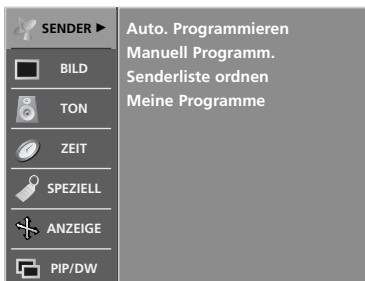 SENDER ►
BILD
TON
ZEIT
SPEZIELL
ANZEIGE
PIP/DW
Auto. Programmieren
Manuell Programm.
Senderliste ordnen
Meine Programme